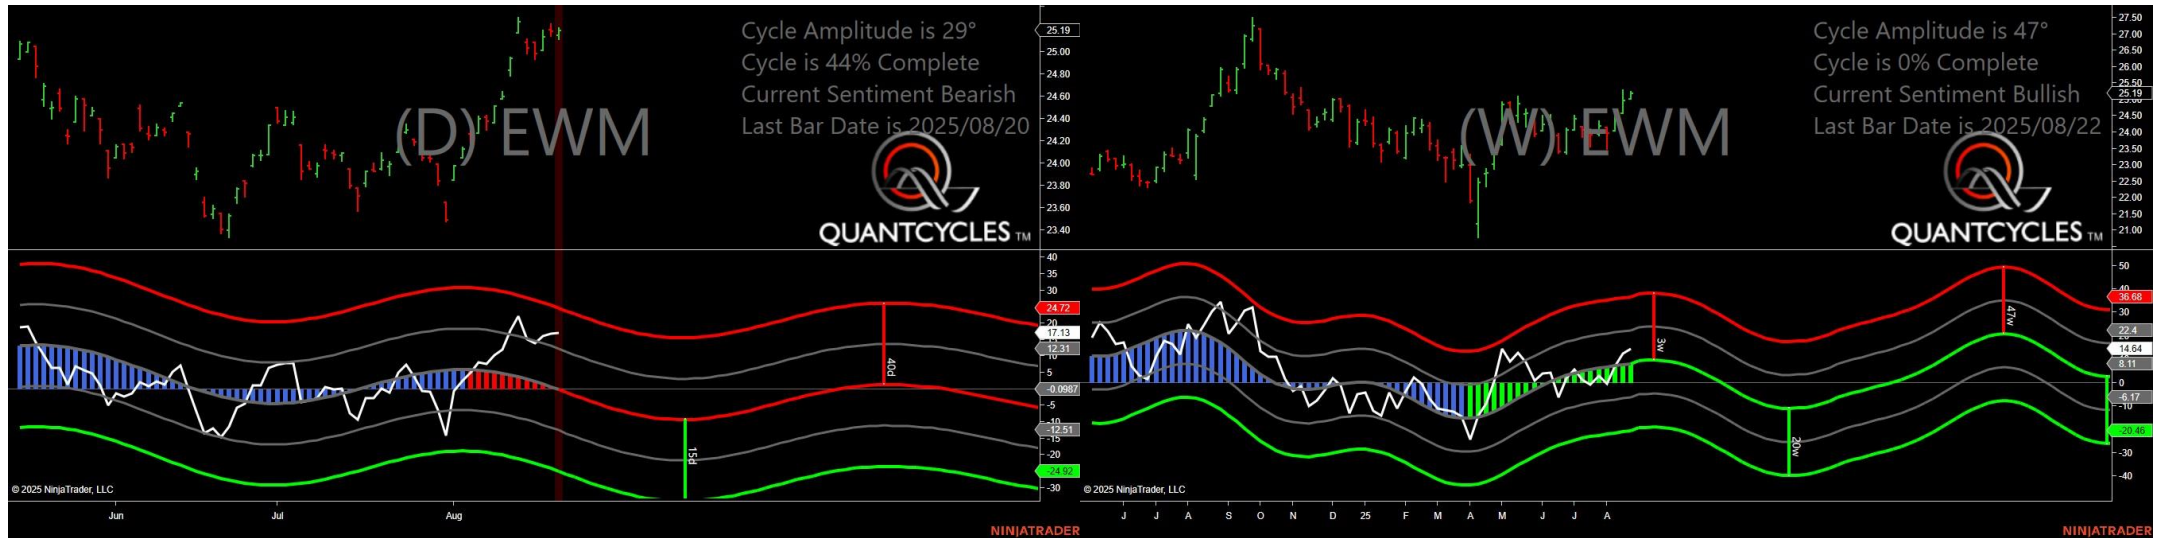 Cycle Amplitude is 29°
Cycle is 44% Complete
Current Sentiment Bearish
Last Bar Date is 2025/08/20
(D) EWM
QUANTCYCLES TM
25.19
25.00
24.80
24.60
24.40
24.20
24.00
23.80
23.60
23.40
40
35
30
24.72
20
17.13
12.31
5
-0.0987
-5
-10
-12.51
-15
-20
-24.92
-30
40d
15d
© 2025 NinjaTrader, LLC
Jun Jul Aug
NINJATRADER
Cycle Amplitude is 47°
Cycle is 0% Complete
Current Sentiment Bullish
Last Bar Date is 2025/08/22
(W) EWM
QUANTCYCLES TM
27.50
27.00
26.50
26.00
25.50
25.19
25.00
24.50
24.00
23.50
23.00
22.50
22.00
21.50
21.00
50
36.68
30
22.4
14.64
8.11
0
-6.17
-10
-20.46
-30
-40
3w
47w
20w
© 2025 NinjaTrader, LLC
J J A S O N D 25 F M A M J J A
NINJATRADER